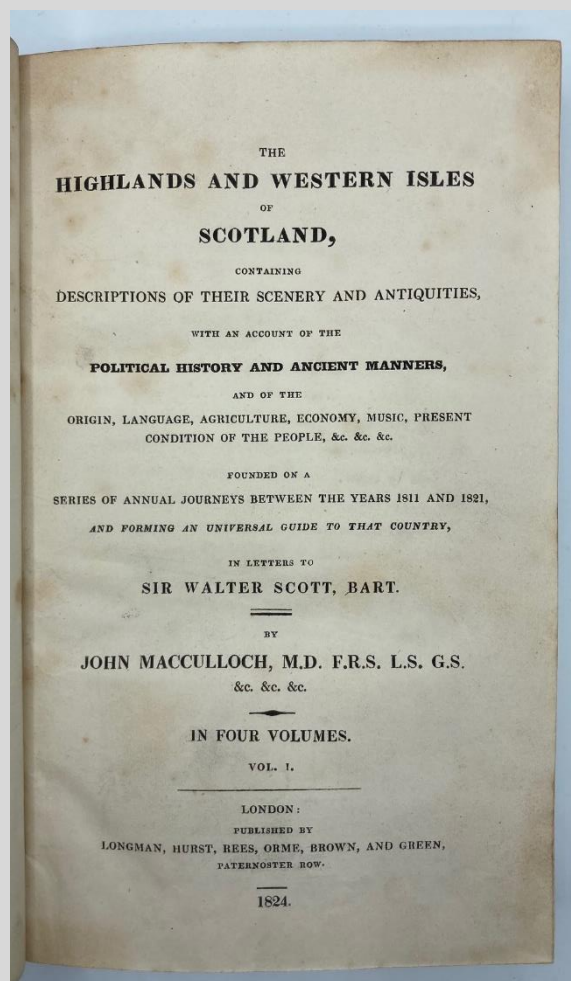 THE
HIGHLANDS AND WESTERN ISLES
OF
SCOTLAND,
CONTAINING
DESCRIPTIONS OF THEIR SCENERY AND ANTIQUITIES,
WITH AN ACCOUNT OF THE
POLITICAL HISTORY AND ANCIENT MANNERS,
AND OF THE
ORIGIN, LANGUAGE, AGRICULTURE, ECONOMY, MUSIC, PRESENT
CONDITION OF THE PEOPLE, &c. &c. &c.
FOUNDED ON A
SERIES OF ANNUAL JOURNEYS BETWEEN THE YEARS 1811 AND 1821,
AND FORMING AN UNIVERSAL GUIDE TO THAT COUNTRY,
IN LETTERS TO
SIR WALTER SCOTT, BART.
BY
JOHN MACCULLOCH, M.D. F.R.S. L.S. G.S.
&c. &c. &c.
IN FOUR VOLUMES.
VOL. I.
LONDON:
PUBLISHED BY
LONGMAN, HURST, REES, ORME, BROWN, AND GREEN,
PATERNOSTER ROW.
1824.